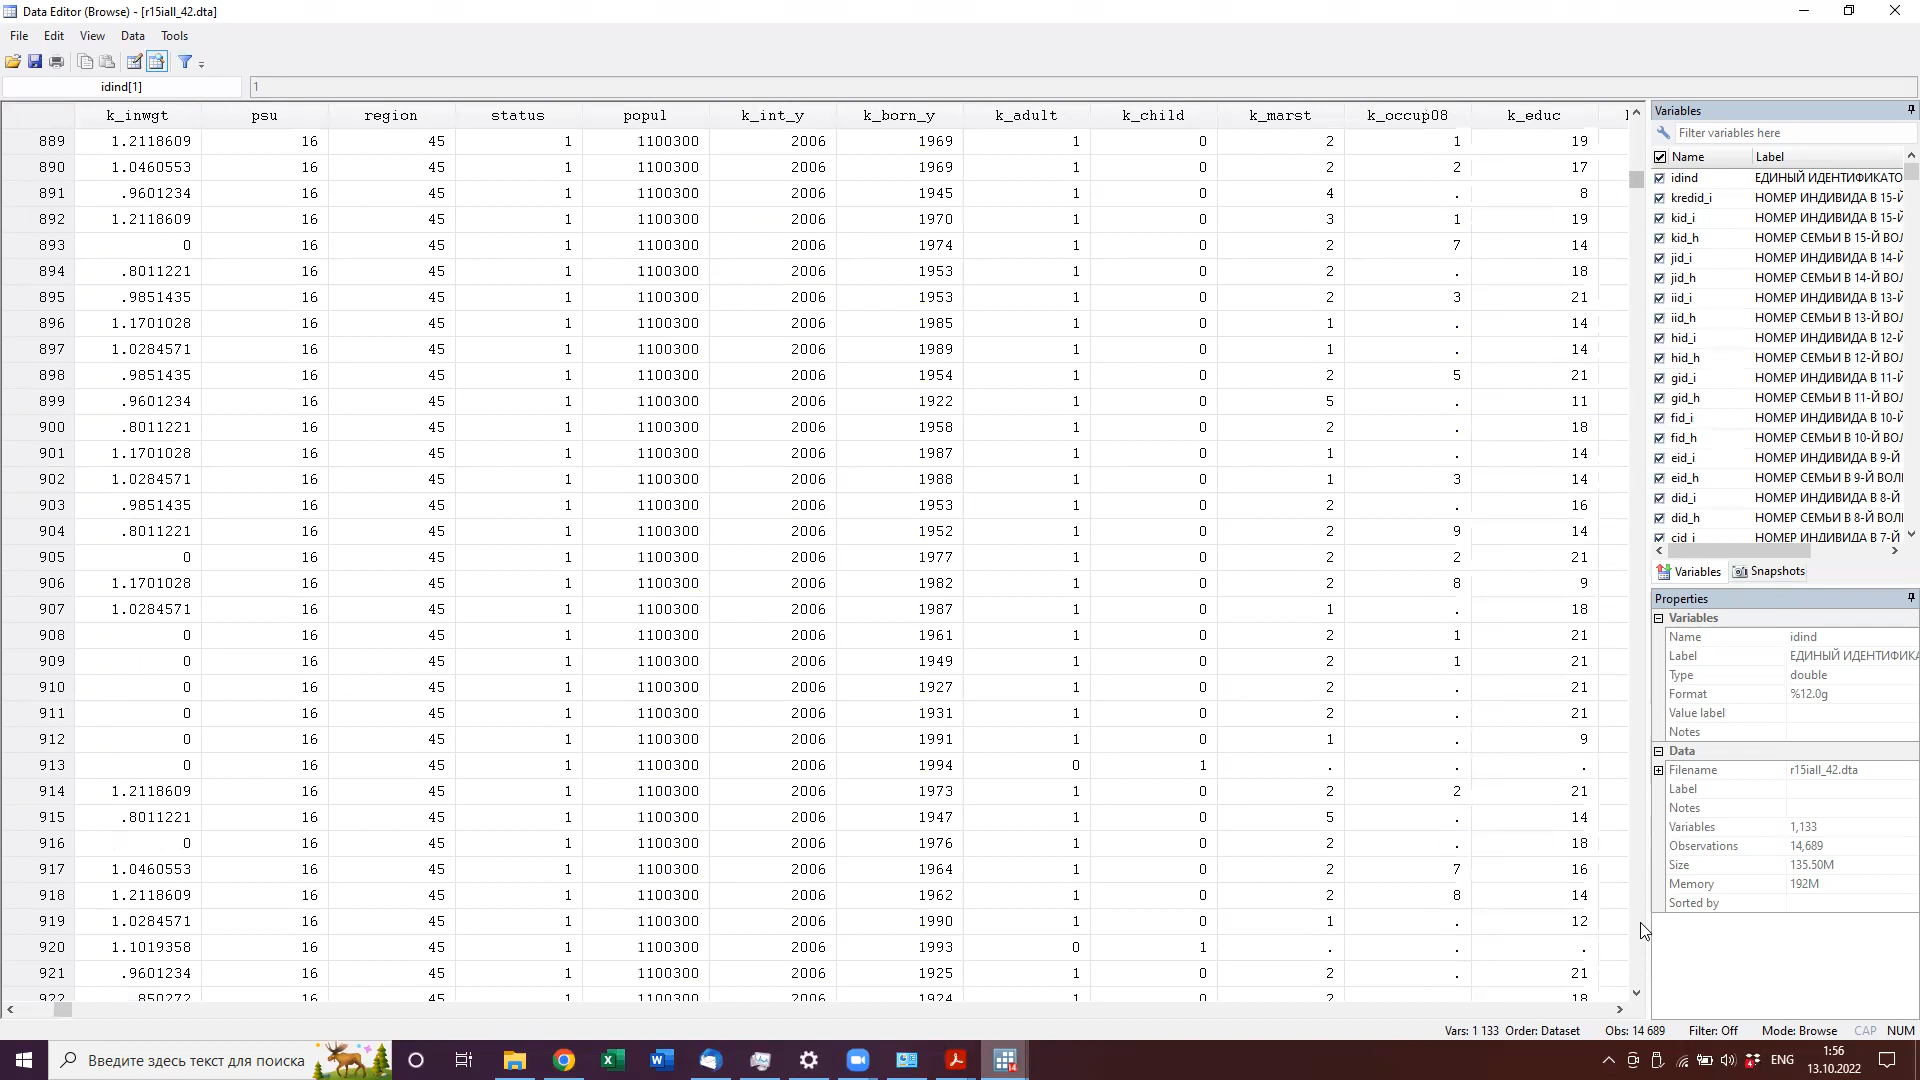 Data Editor (Browse) - [r15iall_42.dta]
File Edit View Data Tools
idind[1] 1
k_inwgt psu region status popul k_int_y k_born_y k_adult k_child k_marst k_occup08 k_educ
889 1.2118609 16 45 1 1100300 2006 1969 1 0 2 1 19
890 1.0460553 16 45 1 1100300 2006 1969 1 0 2 2 17
891 .9601234 16 45 1 1100300 2006 1945 1 0 4 . 8
892 1.2118609 16 45 1 1100300 2006 1970 1 0 3 1 19
893 0 16 45 1 1100300 2006 1974 1 0 2 7 14
894 .8011221 16 45 1 1100300 2006 1953 1 0 2 . 18
895 .9851435 16 45 1 1100300 2006 1953 1 0 2 3 21
896 1.1701028 16 45 1 1100300 2006 1985 1 0 1 . 14
897 1.0284571 16 45 1 1100300 2006 1989 1 0 1 . 14
898 .9851435 16 45 1 1100300 2006 1954 1 0 2 5 21
899 .9601234 16 45 1 1100300 2006 1922 1 0 5 . 11
900 .8011221 16 45 1 1100300 2006 1958 1 0 2 . 18
901 1.1701028 16 45 1 1100300 2006 1987 1 0 1 . 14
902 1.0284571 16 45 1 1100300 2006 1988 1 0 1 3 14
903 .9851435 16 45 1 1100300 2006 1953 1 0 2 . 16
904 .8011221 16 45 1 1100300 2006 1952 1 0 2 9 14
905 0 16 45 1 1100300 2006 1977 1 0 2 2 21
906 1.1701028 16 45 1 1100300 2006 1982 1 0 2 8 9
907 1.0284571 16 45 1 1100300 2006 1987 1 0 1 . 18
908 0 16 45 1 1100300 2006 1961 1 0 2 1 21
909 0 16 45 1 1100300 2006 1949 1 0 2 1 21
910 0 16 45 1 1100300 2006 1927 1 0 2 . 21
911 0 16 45 1 1100300 2006 1931 1 0 2 . 21
912 0 16 45 1 1100300 2006 1991 1 0 1 . 9
913 0 16 45 1 1100300 2006 1994 0 1 . . .
914 1.2118609 16 45 1 1100300 2006 1973 1 0 2 2 21
915 .8011221 16 45 1 1100300 2006 1947 1 0 5 . 14
916 0 16 45 1 1100300 2006 1976 1 0 2 . 18
917 1.0460553 16 45 1 1100300 2006 1964 1 0 2 7 16
918 1.2118609 16 45 1 1100300 2006 1962 1 0 2 8 14
919 1.0284571 16 45 1 1100300 2006 1990 1 0 1 . 12
920 1.1019358 16 45 1 1100300 2006 1993 0 1 . . .
921 .9601234 16 45 1 1100300 2006 1925 1 0 2 . 21
922 .850272 16 45 1 1100300 2006 1924 1 0 2 . 18
Variables
Filter variables here
Name Label
idind ЕДИНЫЙ ИДЕНТИФИКАТО
kredid_i НОМЕР ИНДИВИДА В 15-Й
kid_i НОМЕР ИНДИВИДА В 15-Й
kid_h НОМЕР СЕМЬИ В 15-Й ВОЛ
jid_i НОМЕР ИНДИВИДА В 14-Й
jid_h НОМЕР СЕМЬИ В 14-Й ВОЛ
iid_i НОМЕР ИНДИВИДА В 13-Й
iid_h НОМЕР СЕМЬИ В 13-Й ВОЛ
hid_i НОМЕР ИНДИВИДА В 12-Й
hid_h НОМЕР СЕМЬИ В 12-Й ВОЛ
gid_i НОМЕР ИНДИВИДА В 11-Й
gid_h НОМЕР СЕМЬИ В 11-Й ВОЛ
fid_i НОМЕР ИНДИВИДА В 10-Й
fid_h НОМЕР СЕМЬИ В 10-Й ВОЛ
eid_i НОМЕР ИНДИВИДА В 9-Й
eid_h НОМЕР СЕМЬИ В 9-Й ВОЛ
did_i НОМЕР ИНДИВИДА В 8-Й
did_h НОМЕР СЕМЬИ В 8-Й ВОЛ
cid_i НОМЕР ИНДИВИДА В 7-Й
Variables Snapshots
Properties
Variables
Name idind
Label ЕДИНЫЙ ИДЕНТИФИКА
Type double
Format %12.0g
Value label
Notes
Data
Filename r15iall_42.dta
Label
Notes
Variables 1,133
Observations 14,689
Size 135.50M
Memory 192M
Sorted by
Vars: 1 133 Order: Dataset Obs: 14 689 Filter: Off Mode: Browse CAP NUM
Введите здесь текст для поиска
ENG
1:56
13.10.2022